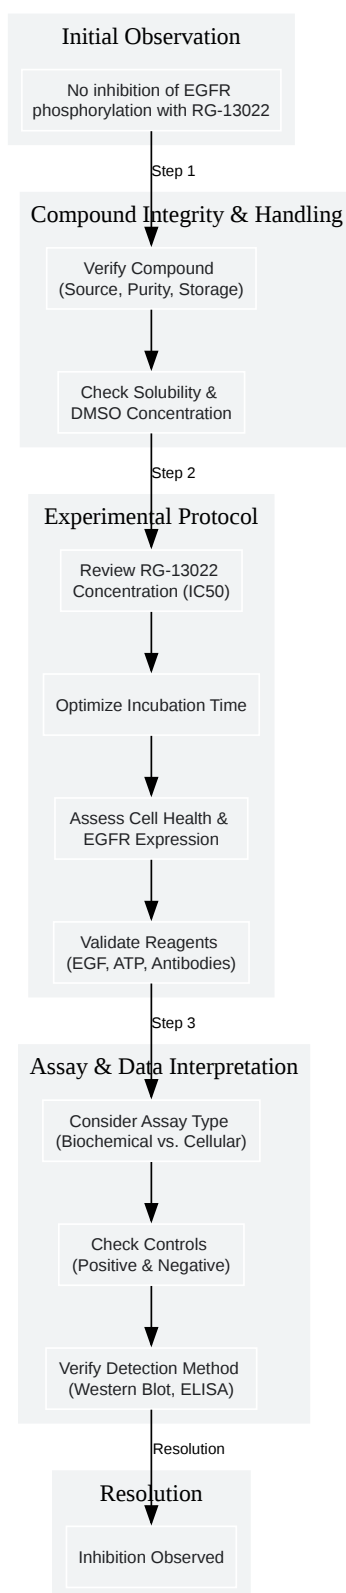 Initial Observation
No inhibition of EGFR
phosphorylation with RG-13022
Step 1
Compound Integrity & Handling
Verify Compound
(Source, Purity, Storage)
Check Solubility &
DMSO Concentration
Step 2
Experimental Protocol
Review RG-13022
Concentration (IC50)
Optimize Incubation Time
Assess Cell Health &
EGFR Expression
Validate Reagents
(EGF, ATP, Antibodies)
Step 3
Assay & Data Interpretation
Consider Assay Type
(Biochemical vs. Cellular)
Check Controls
(Positive & Negative)
Verify Detection Method
(Western Blot, ELISA)
Resolution
Resolution
Inhibition Observed